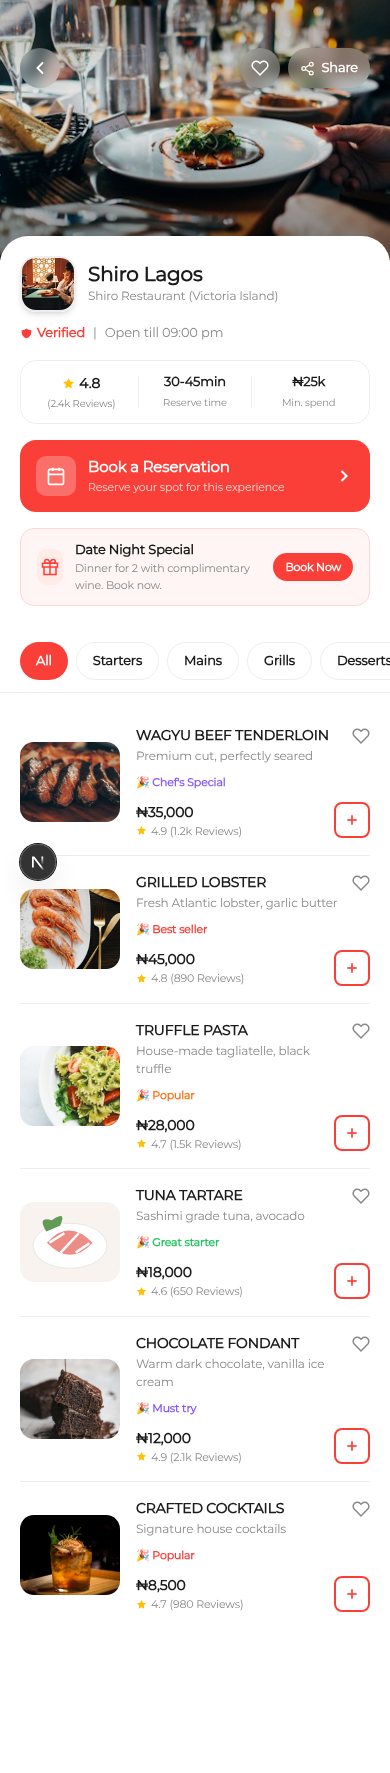 Share
Shiro Lagos
Shiro Restaurant (Victoria Island)
Verified | Open till 09:00 pm
4.8 30-45min ₦25k
(2.4k Reviews) Reserve time Min. spend
Book a Reservation
Reserve your spot for this experience
Date Night Special
Dinner for 2 with complimentary
wine. Book now.
Book Now
All Starters Mains Grills Desserts
WAGYU BEEF TENDERLOIN
Premium cut, perfectly seared
🎉 Chef's Special
₦35,000
4.9 (1.2k Reviews)
+
N
GRILLED LOBSTER
Fresh Atlantic lobster, garlic butter
🎉 Best seller
₦45,000
4.8 (890 Reviews)
+
TRUFFLE PASTA
House-made tagliatelle, black
truffle
🎉 Popular
₦28,000
4.7 (1.5k Reviews)
+
TUNA TARTARE
Sashimi grade tuna, avocado
🎉 Great starter
₦18,000
4.6 (650 Reviews)
+
CHOCOLATE FONDANT
Warm dark chocolate, vanilla ice
cream
🎉 Must try
₦12,000
4.9 (2.1k Reviews)
+
CRAFTED COCKTAILS
Signature house cocktails
🎉 Popular
₦8,500
4.7 (980 Reviews)
+